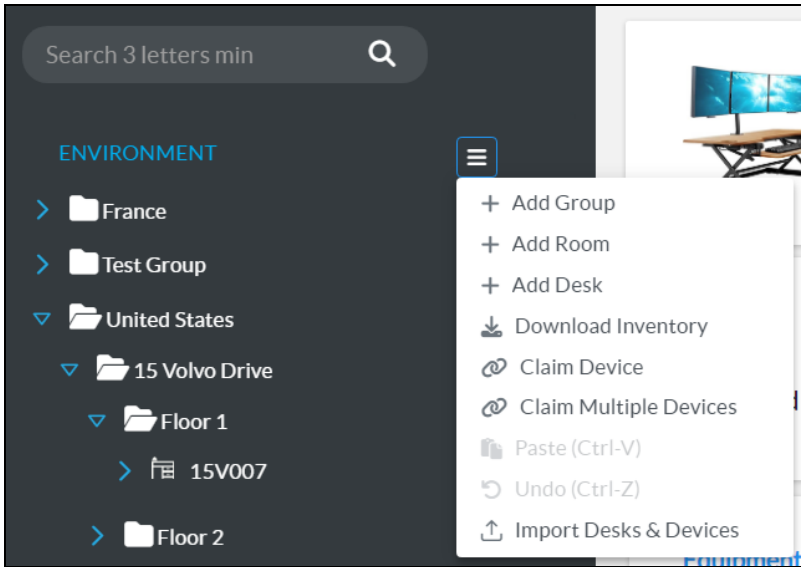 Search 3 letters min
ENVIRONMENT
France
Test Group
United States
15 Volvo Drive
Floor 1
15V007
Floor 2
Add Group
Add Room
Add Desk
Download Inventory
Claim Device
Claim Multiple Devices
Paste (Ctrl-V)
Undo (Ctrl-Z)
Import Desks & Devices
Equipment